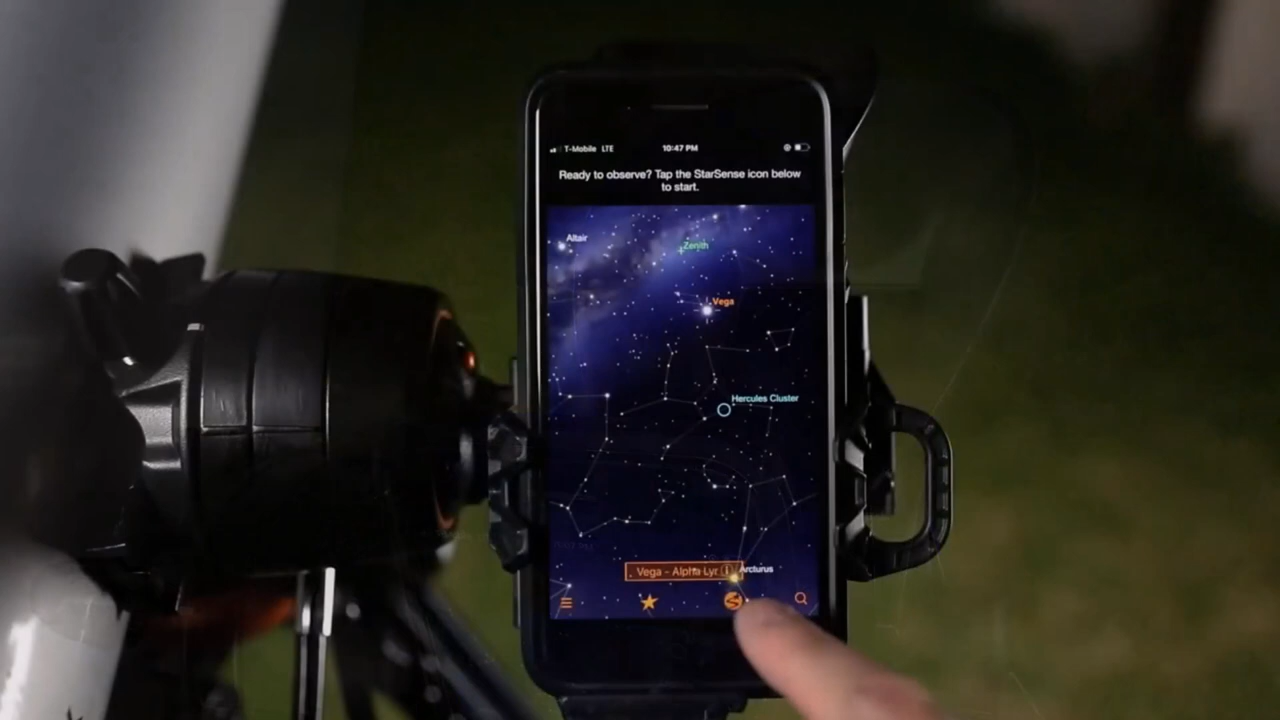 T-Mobile LTE
10:47 PM
Ready to observe? Tap the StarSense icon below
to start.
Altair
Zenith
Vega
Hercules Cluster
Vega - Alpha Lyr
Arcturus